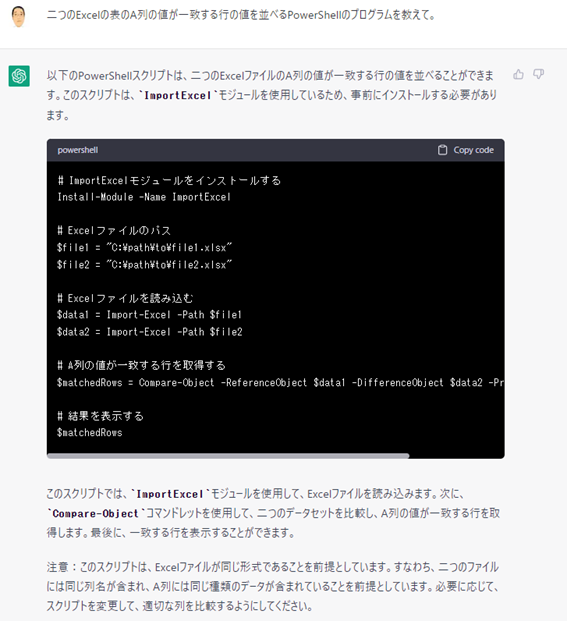 二つのExcelの表のA列の値が一致する行の値を並べるPowerShellのプログラムを教えて。
以下のPowerShellスクリプトは、二つのExcelファイルのA列の値が一致する行の値を並べることができま
す。このスクリプトは、`ImportExcel`モジュールを使用しているため、事前にインストールする必要があり
ます。
powershell
Copy code
# ImportExcelモジュールをインストールする
Install-Module -Name ImportExcel
# Excelファイルのパス
$file1 = "C:¥path¥to¥file1.xlsx"
$file2 = "C:¥path¥to¥file2.xlsx"
# Excelファイルを読み込む
$data1 = Import-Excel -Path $file1
$data2 = Import-Excel -Path $file2
# A列の値が一致する行を取得する
$matchedRows = Compare-Object -ReferenceObject $data1 -DifferenceObject $data2 -Pr
# 結果を表示する
$matchedRows
このスクリプトでは、`ImportExcel`モジュールを使用して、Excelファイルを読み込みます。次に、
`Compare-Object`コマンドレットを使用して、二つのデータセットを比較し、A列の値が一致する行を取
得します。最後に、一致する行を表示することができます。
注意：このスクリプトは、Excelファイルが同じ形式であることを前提としています。すなわち、二つのファイル
には同じ列名が含まれ、A列には同じ種類のデータが含まれていることを前提としています。必要に応じて、
スクリプトを変更して、適切な列を比較するようにしてください。